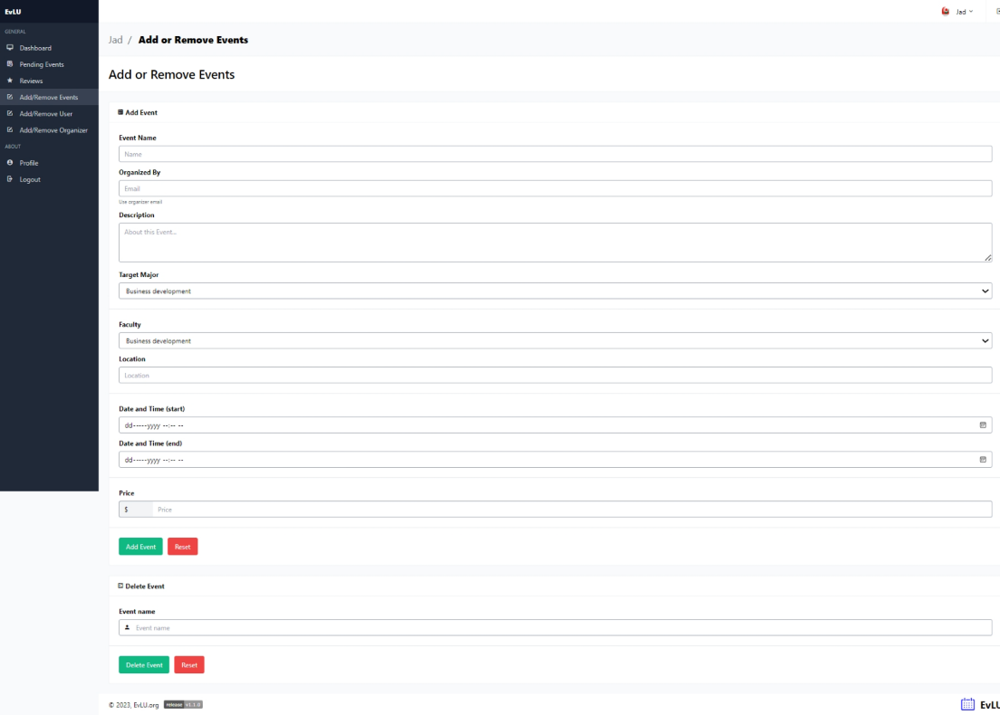 EvLU
Jad
GENERAL
Dashboard
Pending Events
Reviews
Add/Remove Events
Add/Remove User
Add/Remove Organizer
ABOUT
Profile
Logout
Jad / Add or Remove Events
Add or Remove Events
Add Event
Event Name
Name
Organized By
Email
Use organizer email
Description
About this Event...
Target Major
Business development
Faculty
Business development
Location
Location
Date and Time (start)
dd-----yyyy --:-- --
Date and Time (end)
dd-----yyyy --:-- --
Price
$ Price
Add Event Reset
Delete Event
Event name
Event name
Delete Event Reset
© 2023, EvLU.org release v1.1.0
EvLU